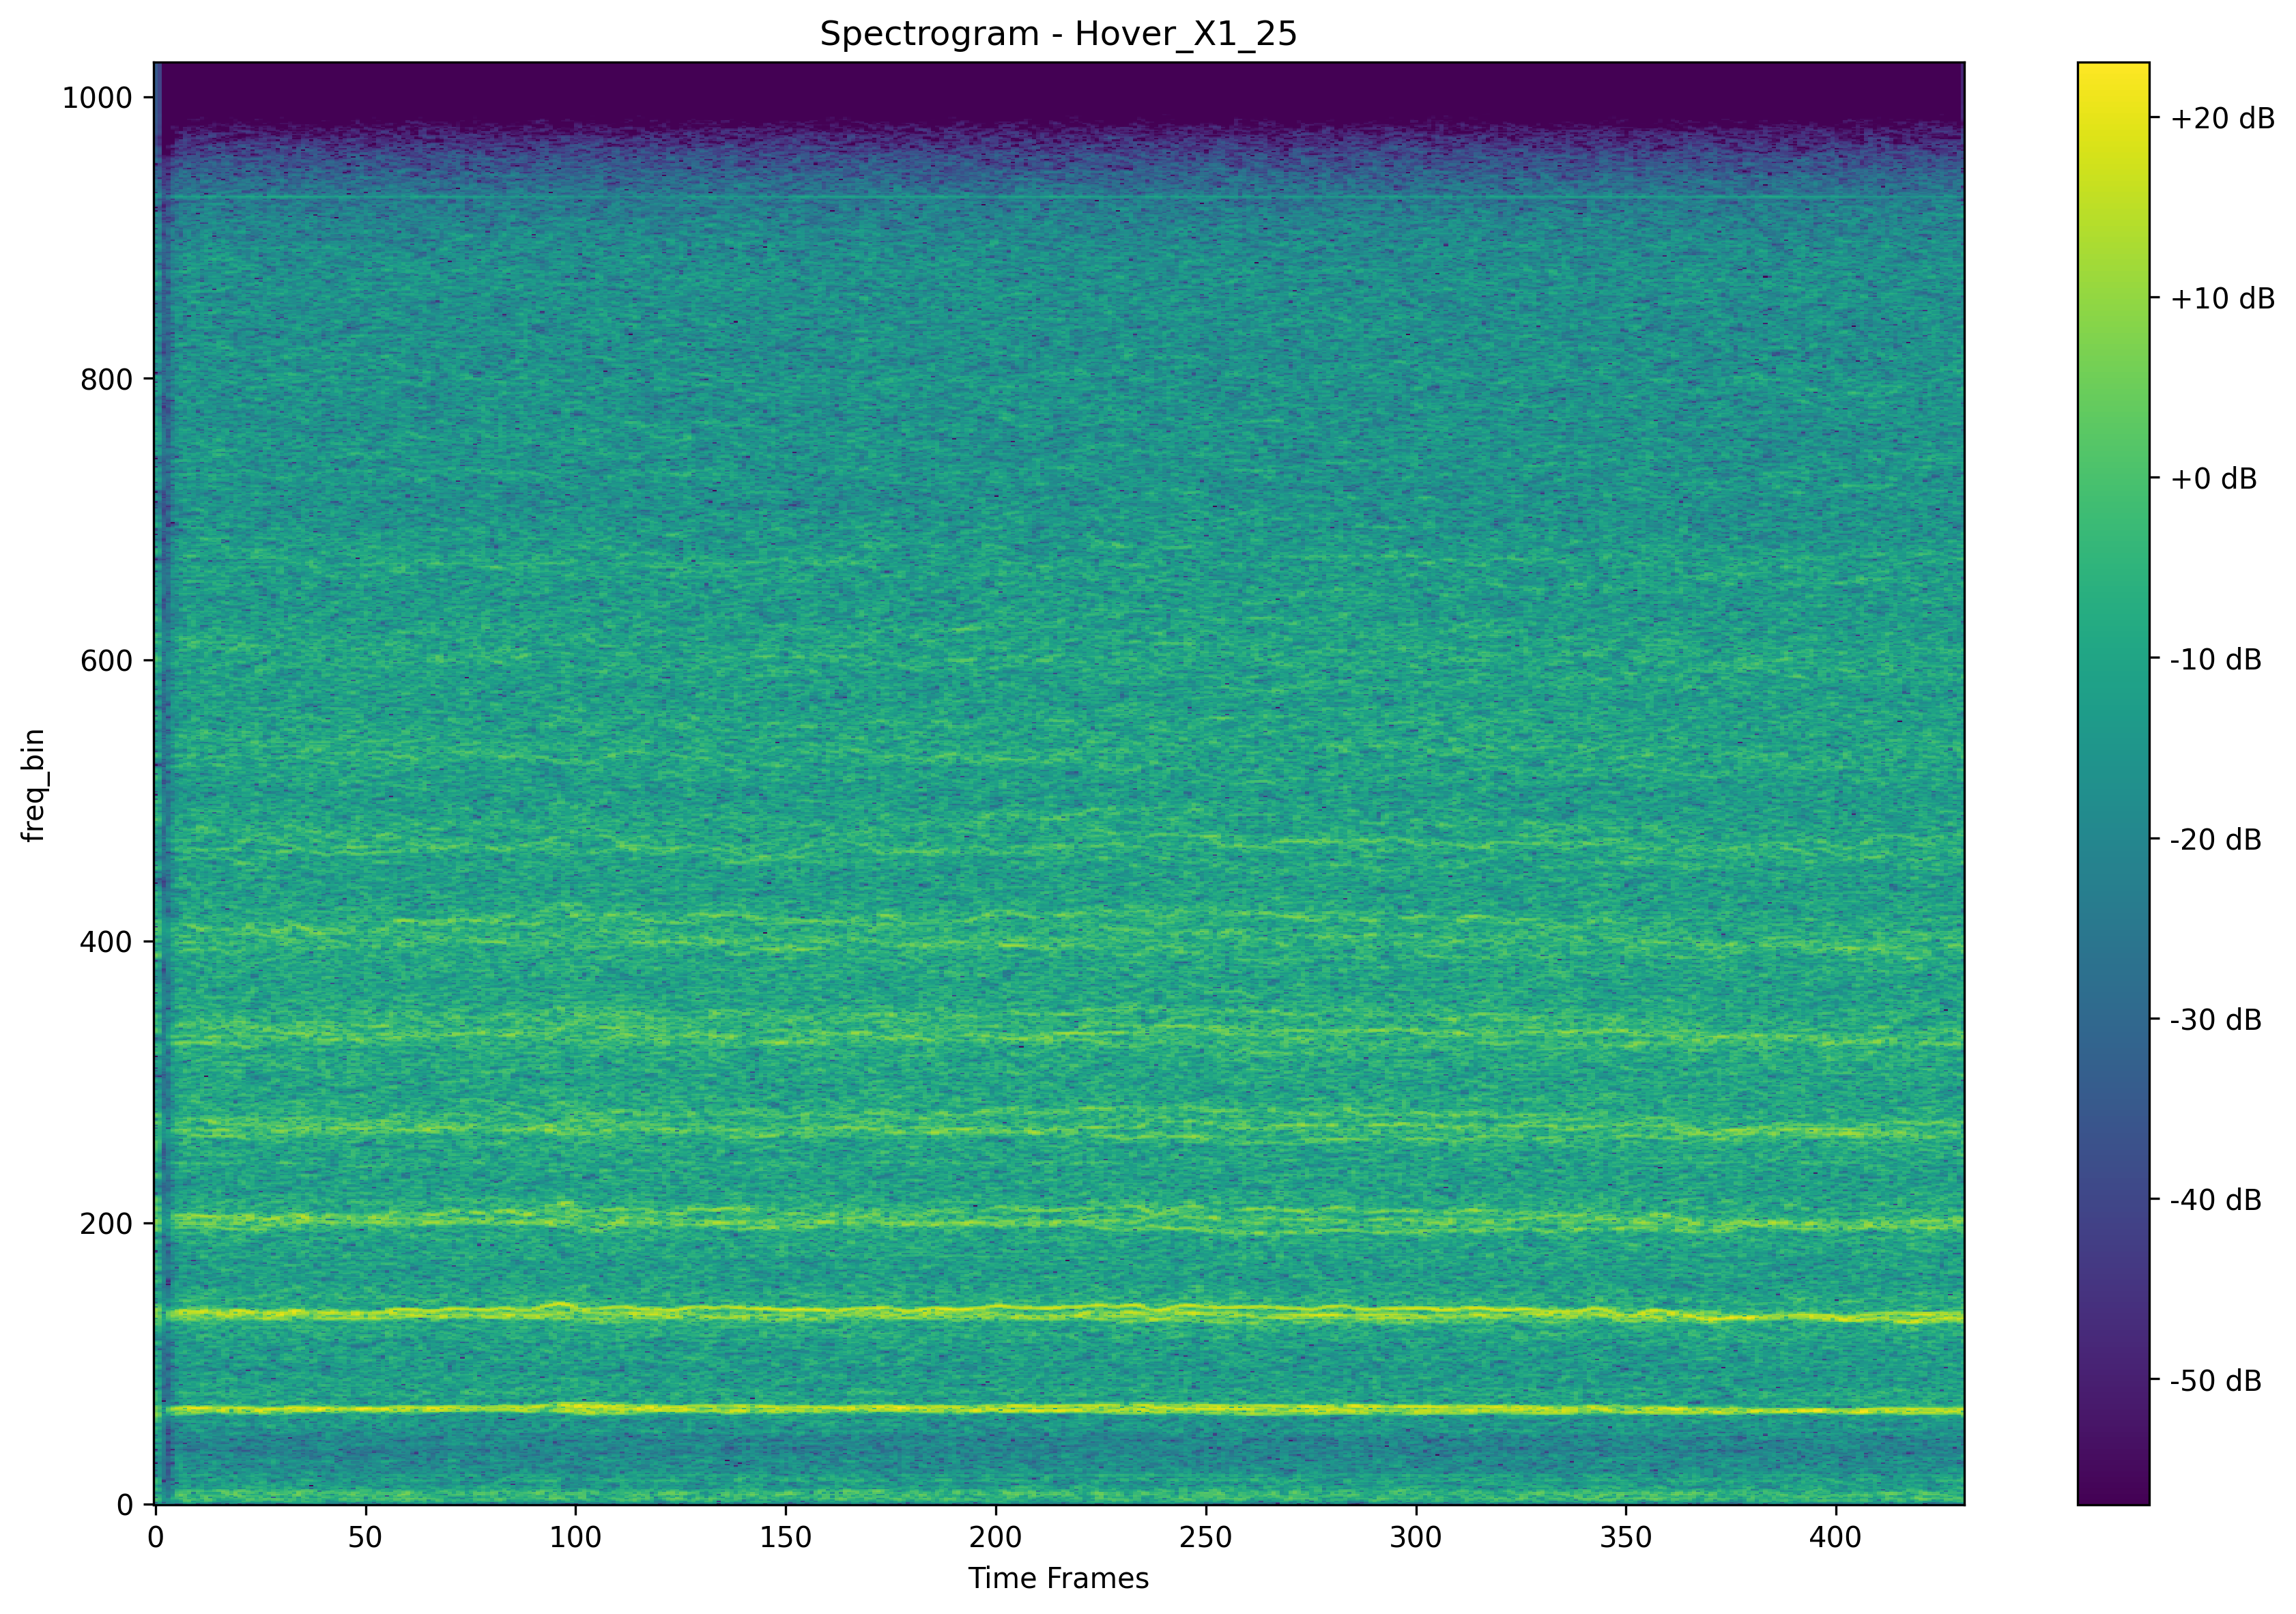 Spectrogram - Hover_X1_25
1000
800
600
400
200
0
freq_bin
0 50 100 150 200 250 300 350 400
Time Frames
+20 dB
+10 dB
+0 dB
-10 dB
-20 dB
-30 dB
-40 dB
-50 dB